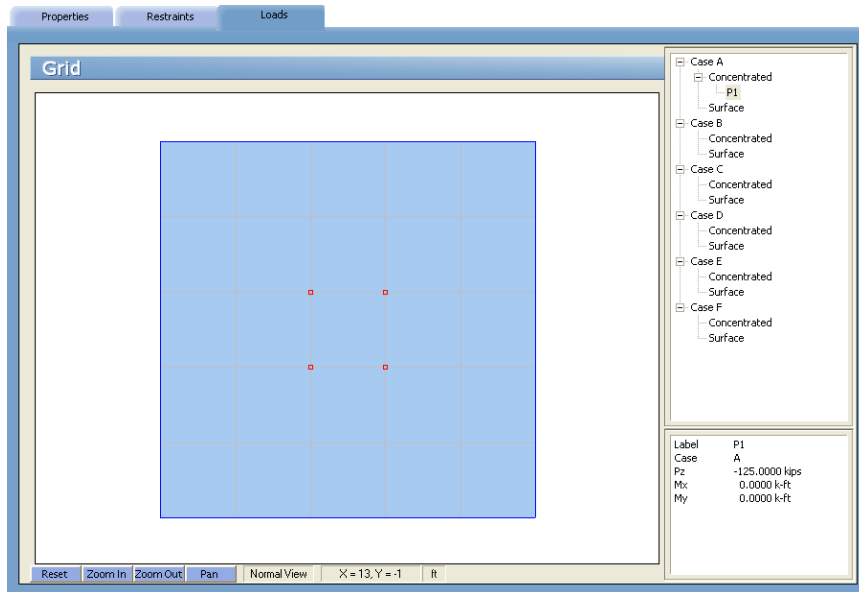 Properties Restraints Loads
Grid
Case A
Concentrated
P1
Surface
Case B
Concentrated
Surface
Case C
Concentrated
Surface
Case D
Concentrated
Surface
Case E
Concentrated
Surface
Case F
Concentrated
Surface
Label P1
Case A
Pz -125.0000 kips
Mx 0.0000 k-ft
My 0.0000 k-ft
Reset Zoom In Zoom Out Pan Normal View X = 13, Y = -1 ft